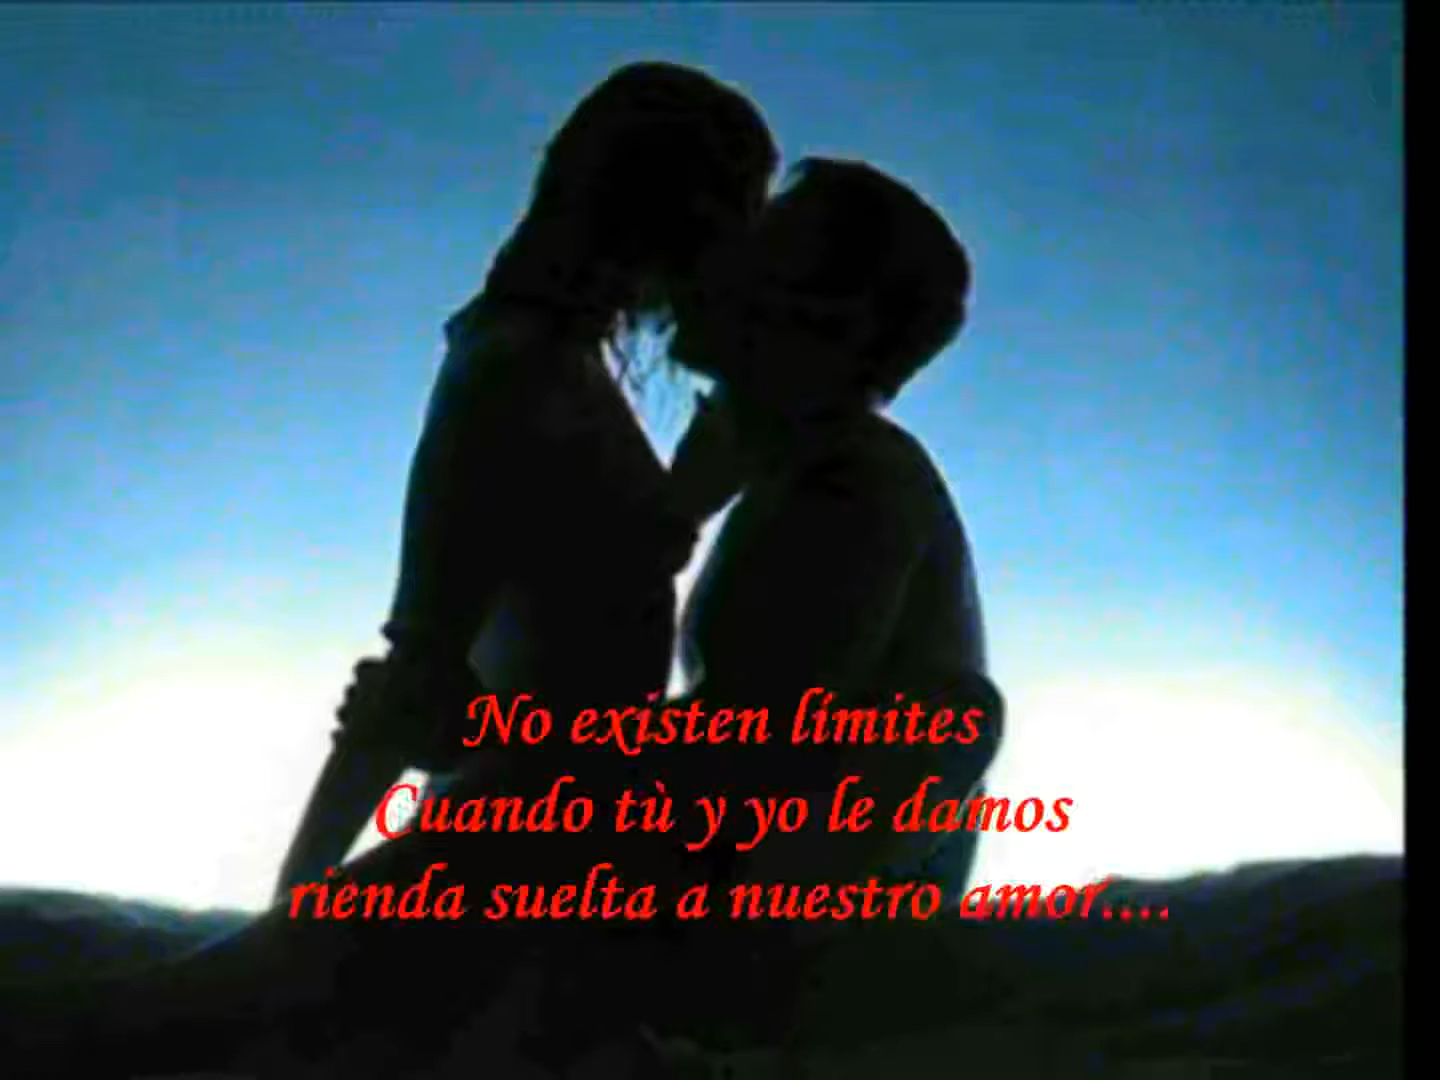 No existen límites
Cuando tù y yo le damos
rienda suelta a nuestro amor....